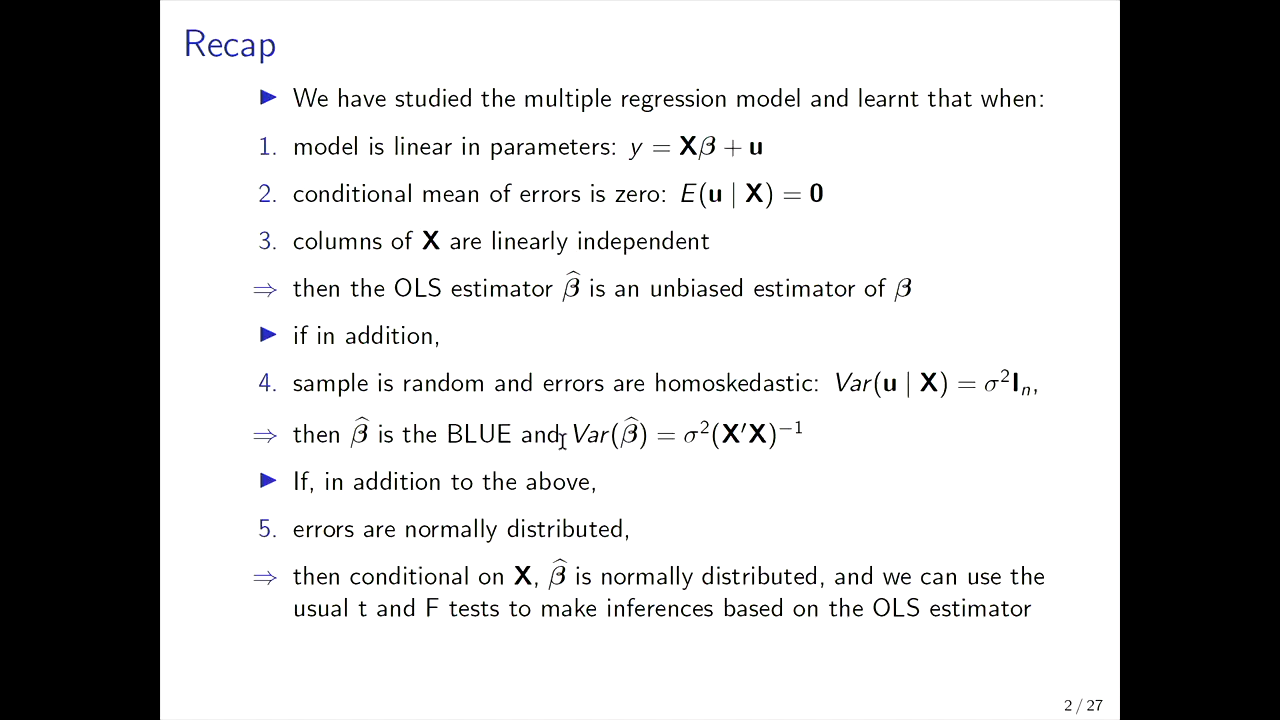 Recap
▶ We have studied the multiple regression model and learnt that when:
1. model is linear in parameters: y = Xβ + u
2. conditional mean of errors is zero: E(u | X) = 0
3. columns of X are linearly independent
⇒ then the OLS estimator β̂ is an unbiased estimator of β
▶ if in addition,
4. sample is random and errors are homoskedastic: Var(u | X) = σ²Iₙ,
⇒ then β̂ is the BLUE and Var(β̂) = σ²(X′X)⁻¹
▶ If, in addition to the above,
5. errors are normally distributed,
⇒ then conditional on X, β̂ is normally distributed, and we can use the
usual t and F tests to make inferences based on the OLS estimator
2 / 27